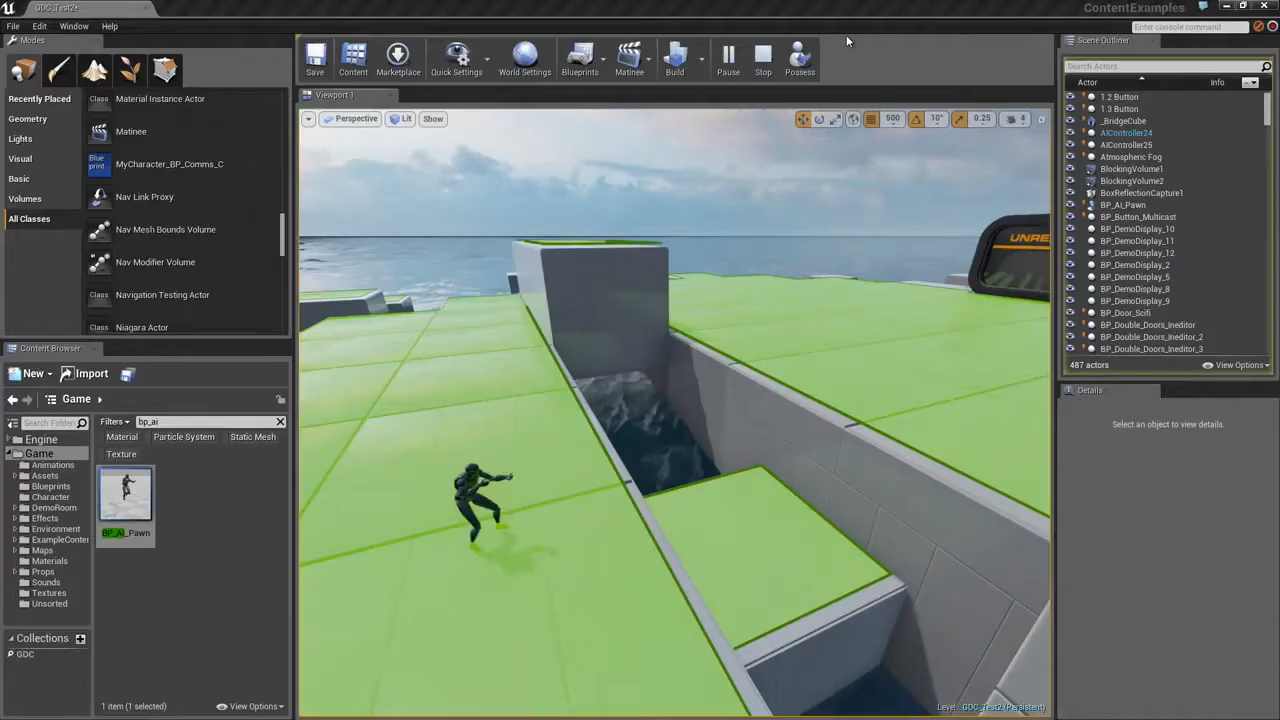 GDC_Test2*
ContentExamples
File Edit Window Help
Enter console command
Modes
Save
Content
Marketplace
Quick Settings
World Settings
Blueprints
Matinee
Build
Pause
Stop
Possess
Recently Placed
Geometry
Lights
Visual
Basic
Volumes
All Classes
Class Material Instance Actor
Matinee
Blue print MyCharacter_BP_Comms_C
Nav Link Proxy
Nav Mesh Bounds Volume
Nav Modifier Volume
Class Navigation Testing Actor
Class Niagara Actor
Content Browser
New Import
Game
Search Folders
Engine
Game
Animations
Assets
Blueprints
Character
DemoRoom
Effects
Environment
ExampleConte
Maps
Materials
Props
Sounds
Textures
Unsorted
Collections
GDC
Filters bp_ai
Material Particle System Static Mesh
Texture
BP_AI_Pawn
1 item (1 selected)
View Options
Viewport 1
Perspective Lit Show
500 10° 0.25 4
UNRE
Level: GDC_Test2 (Persistent)
Scene Outliner
Search Actors
Actor Info
1.2 Button
1.3 Button
_BridgeCube
AIController24
AIController25
Atmospheric Fog
BlockingVolume1
BlockingVolume2
BoxReflectionCapture1
BP_AI_Pawn
BP_Button_Multicast
BP_DemoDisplay_10
BP_DemoDisplay_11
BP_DemoDisplay_12
BP_DemoDisplay_2
BP_DemoDisplay_5
BP_DemoDisplay_8
BP_DemoDisplay_9
BP_Door_Scifi
BP_Double_Doors_Ineditor
BP_Double_Doors_Ineditor_2
BP_Double_Doors_Ineditor_3
487 actors
View Options
Details
Select an object to view details.